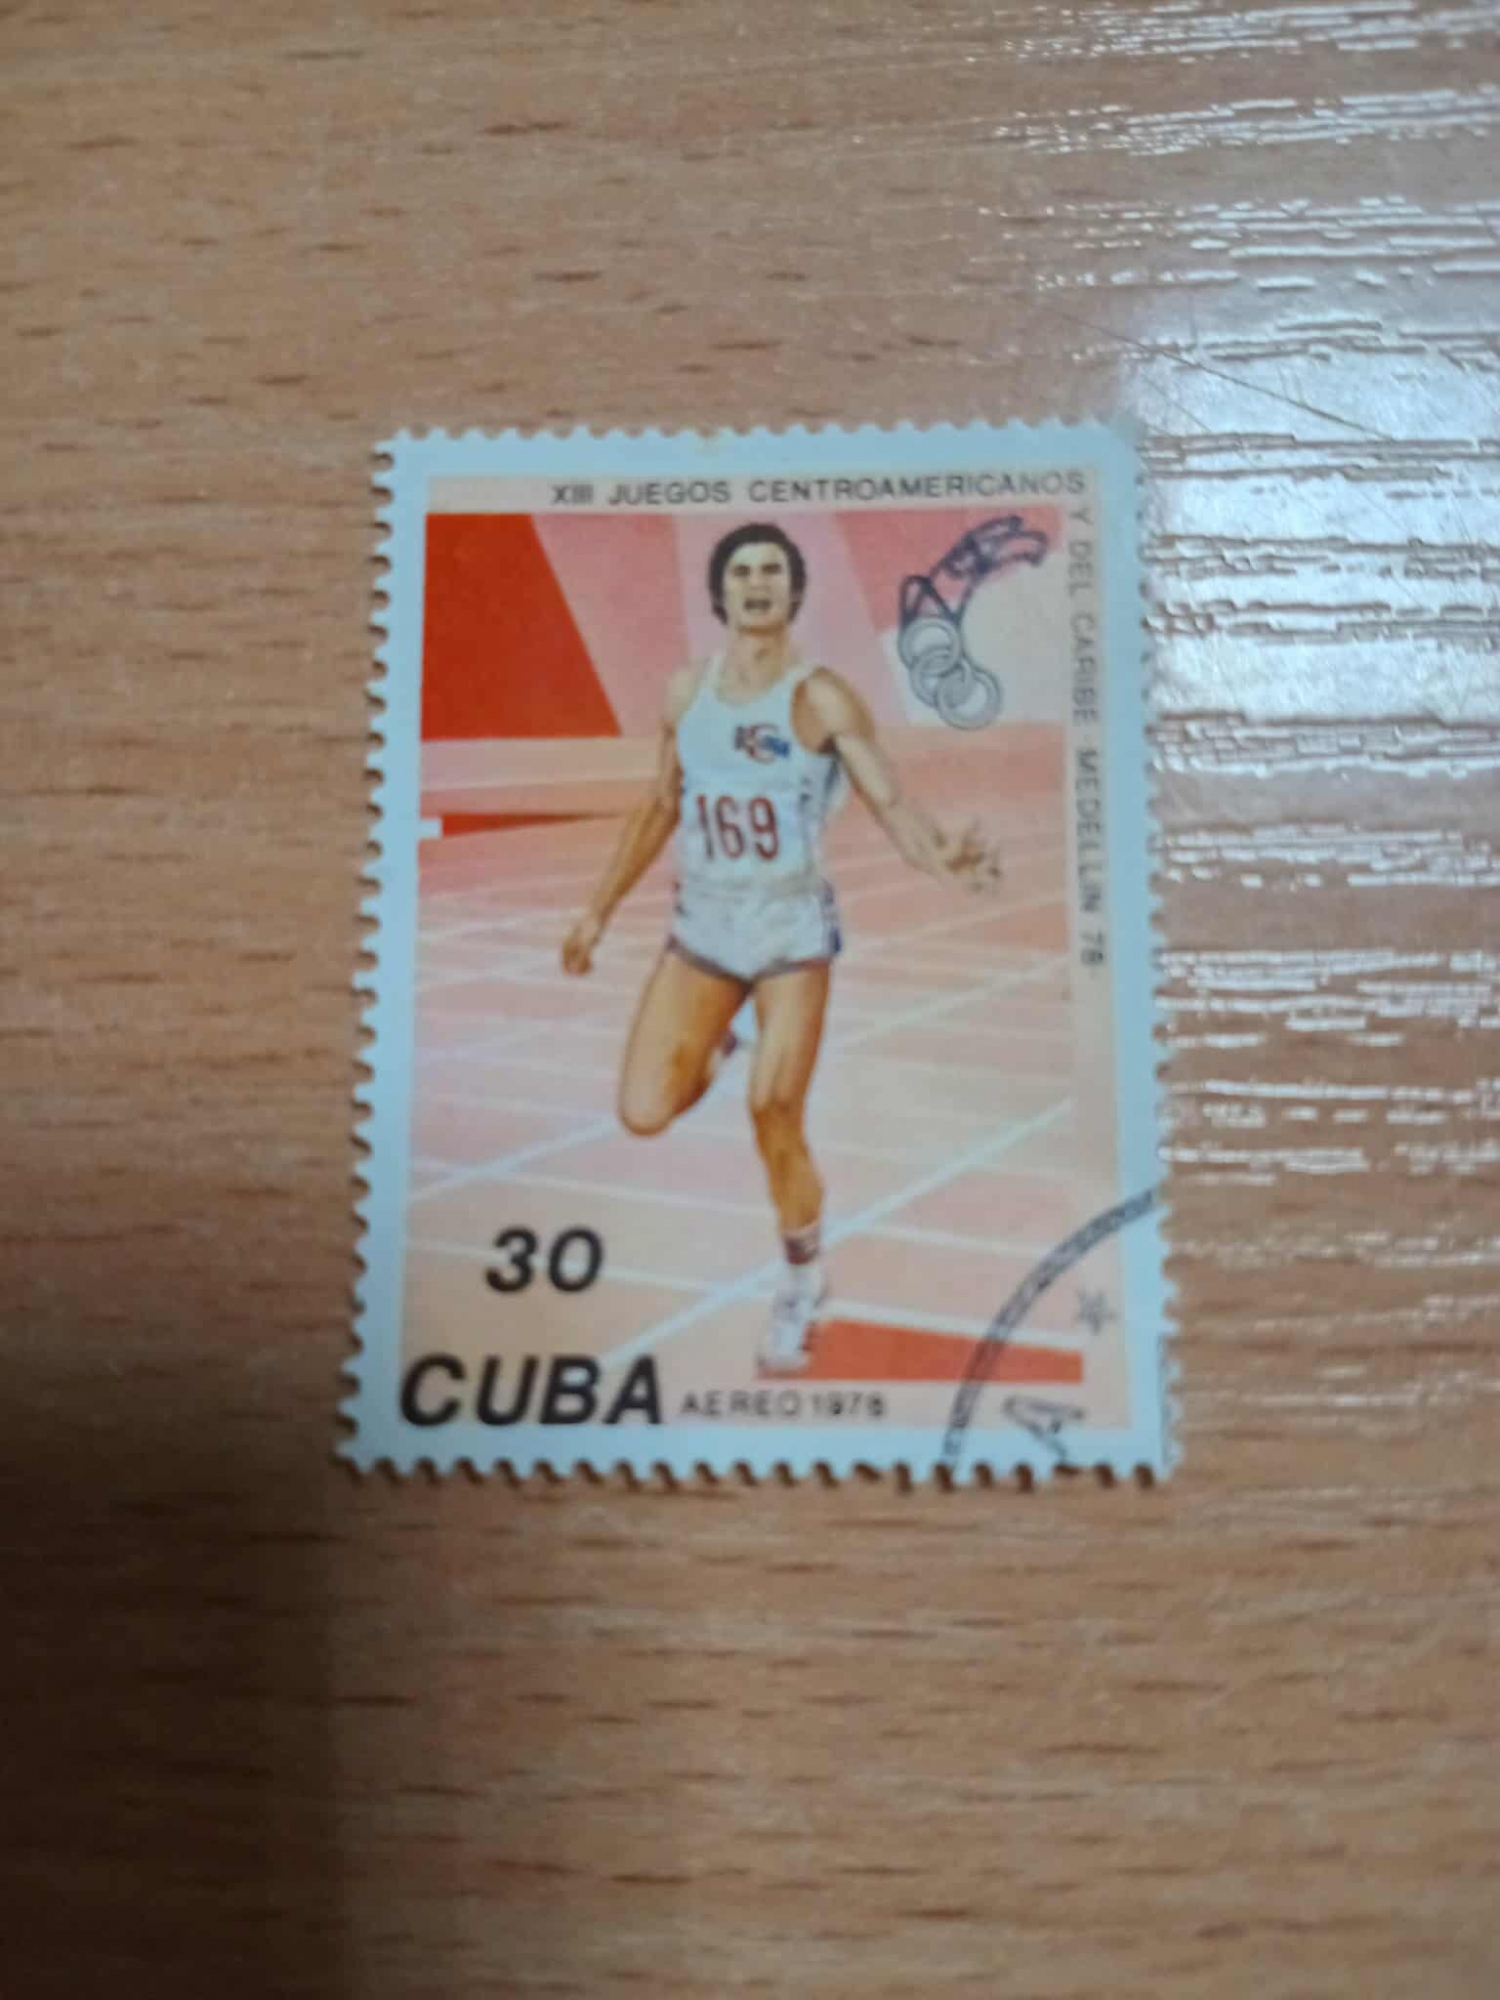 XIII JUEGOS CENTROAMERICANOS
Y DEL CARIBE MEDELLIN 78
169
30
CUBA AEREO 1978